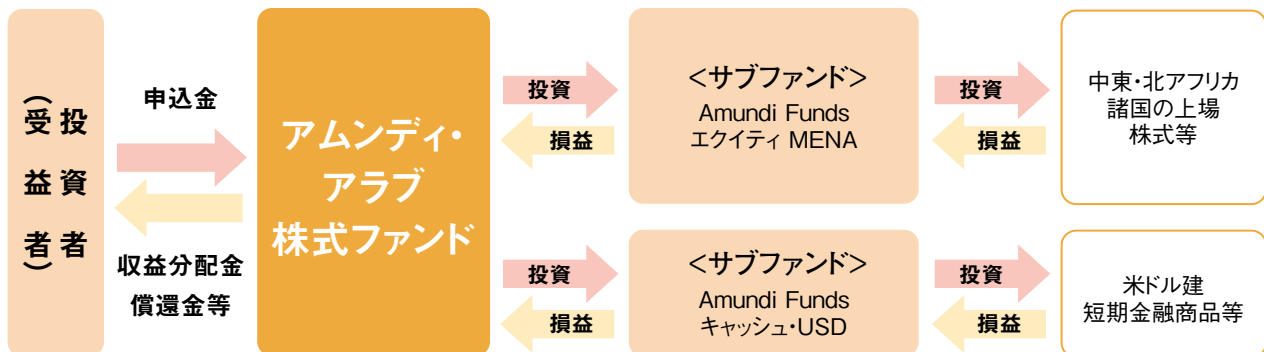 投資者
（受益者）
申込金
収益分配金
償還金等
アムンディ・
アラブ
株式ファンド
投資
損益
<サブファンド>
Amundi Funds
エクイティ MENA
投資
損益
中東・北アフリカ
諸国の上場
株式等
投資
損益
<サブファンド>
Amundi Funds
キャッシュ・USD
投資
損益
米ドル建
短期金融商品等